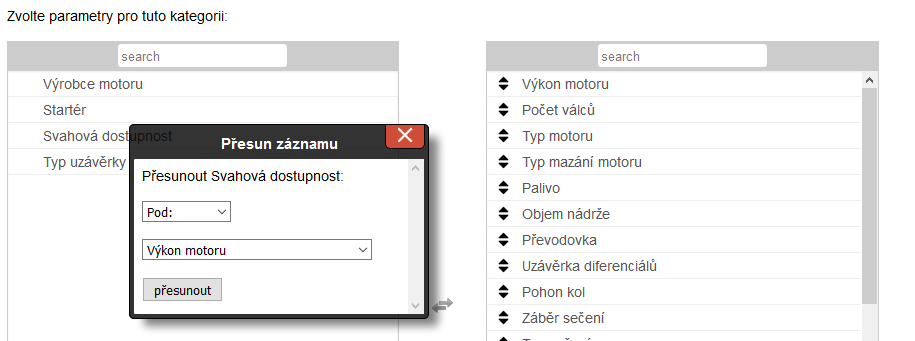 Zvolte parametry pro tuto kategorii:
search
Výrobce motoru
Startér
Svahová dostupnost
Typ uzávěrky
Přesun záznamu
Přesunout Svahová dostupnost:
Pod:
Výkon motoru
přesunout
search
Výkon motoru
Počet válců
Typ motoru
Typ mazání motoru
Palivo
Objem nádrže
Převodovka
Uzávěrka diferenciálů
Pohon kol
Záběr sečení